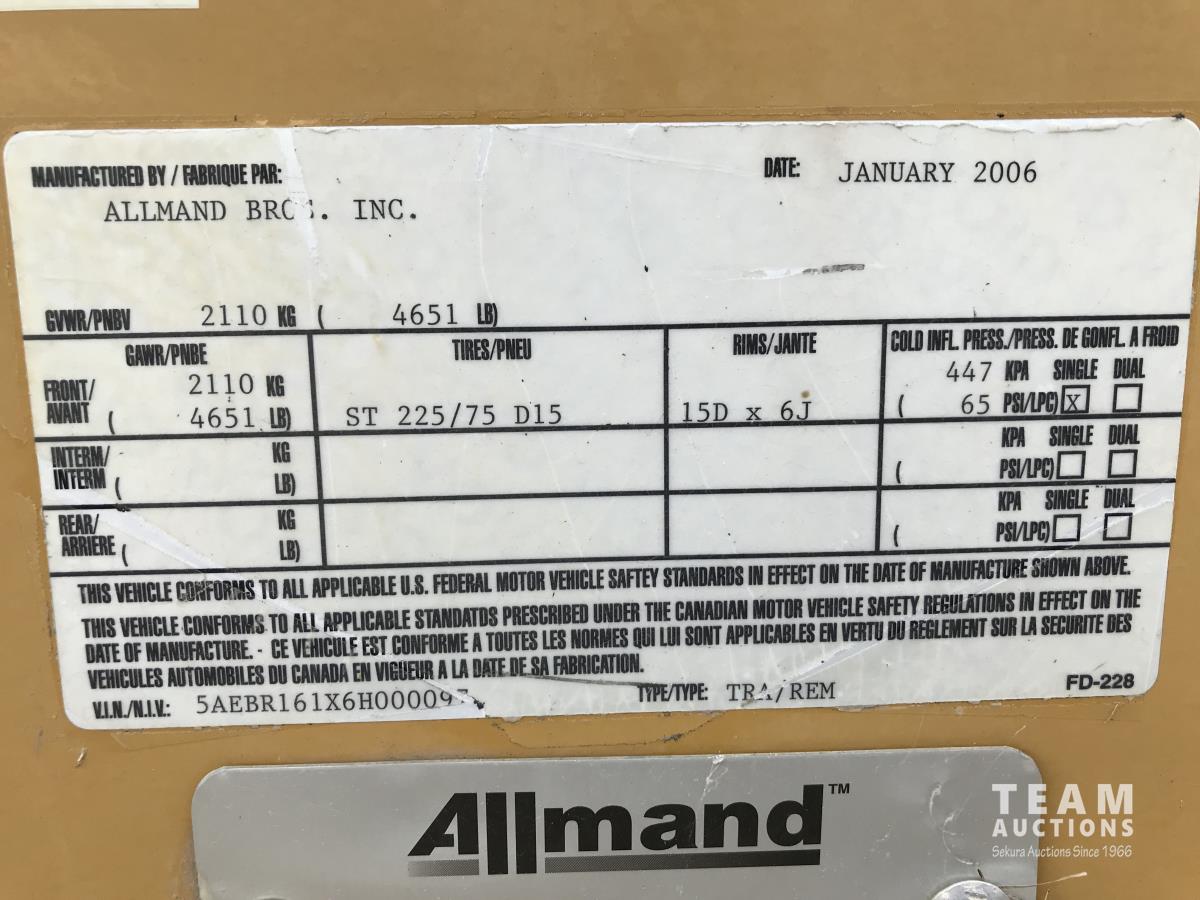 MANUFACTURED BY / FABRIQUE PAR: DATE: JANUARY 2006
ALLMAND BROS. INC.
GVWR/PNBV 2110 KG ( 4651 LB)
GAWR/PNBE TIRES/PNEU RIMS/JANTE COLD INFL. PRESS./PRESS. DE GONFL. A FROID
FRONT/ 2110 KG 447 KPA SINGLE DUAL
AVANT ( 4651 LB) ST 225/75 D15 15D x 6J ( 65 PSI/LPC) X
INTERM/ KG KPA SINGLE DUAL
INTERM ( LB) ( PSI/LPC)
REAR/ KG KPA SINGLE DUAL
ARRIERE ( LB) ( PSI/LPC)
THIS VEHICLE CONFORMS TO ALL APPLICABLE U.S. FEDERAL MOTOR VEHICLE SAFTEY STANDARDS IN EFFECT ON THE DATE OF MANUFACTURE SHOWN ABOVE.
THIS VEHICLE CONFORMS TO ALL APPLICABLE STANDATDS PRESCRIBED UNDER THE CANADIAN MOTOR VEHICLE SAFETY REGULATIONS IN EFFECT ON THE
DATE OF MANUFACTURE. - CE VEHICULE EST CONFORME A TOUTES LES NORMES QUI LUI SONT APPLICABLES EN VERTU DU REGLEMENT SUR LA SECURITE DES
VEHICULES AUTOMOBILES DU CANADA EN VIGUEUR A LA DATE DE SA FABRICATION.
V.I.N./N.I.V.: 5AEBR161X6H000097 TYPE/TYPE: TRA/REM FD-228
Allmand™
TEAM
AUCTIONS
Sekura Auctions Since 1966